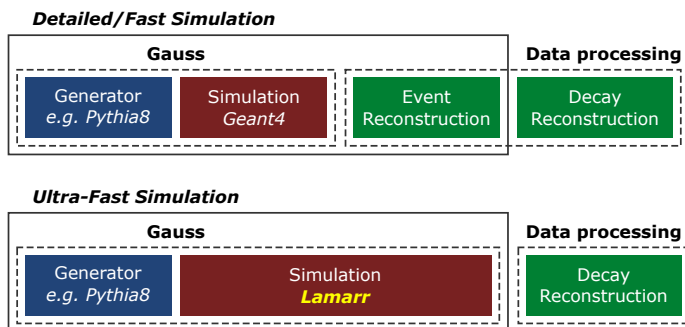 Detailed/Fast Simulation
Gauss
Data processing
Generator
e.g. Pythia8
Simulation
Geant4
Event
Reconstruction
Decay
Reconstruction
Ultra-Fast Simulation
Gauss
Data processing
Generator
e.g. Pythia8
Simulation
Lamarr
Decay
Reconstruction